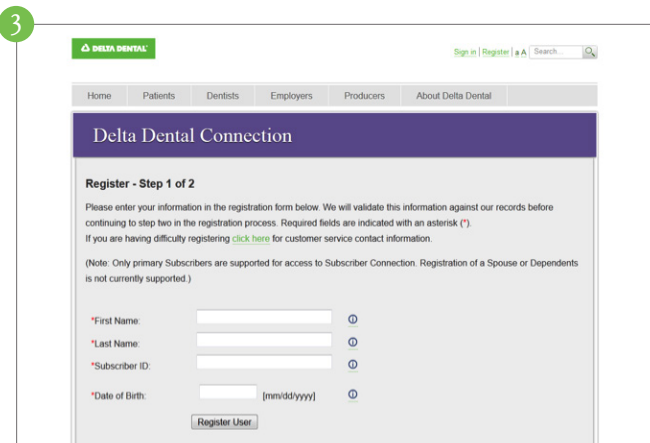 3
DELTA DENTAL
Sign in | Register | a A Search...
Home Patients Dentists Employers Producers About Delta Dental
Delta Dental Connection
Register - Step 1 of 2
Please enter your information in the registration form below. We will validate this information against our records before
continuing to step two in the registration process. Required fields are indicated with an asterisk (*).
If you are having difficulty registering click here for customer service contact information.
(Note: Only primary Subscribers are supported for access to Subscriber Connection. Registration of a Spouse or Dependents
is not currently supported.)
*First Name:
*Last Name:
*Subscriber ID:
*Date of Birth: [mm/dd/yyyy]
Register User